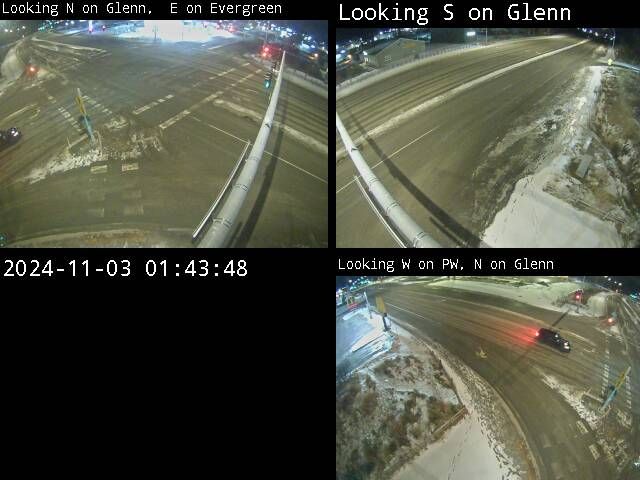 Looking N on Glenn,  E on Evergreen
Looking S on Glenn
2024-11-03 01:43:48
Looking W on PW, N on Glenn